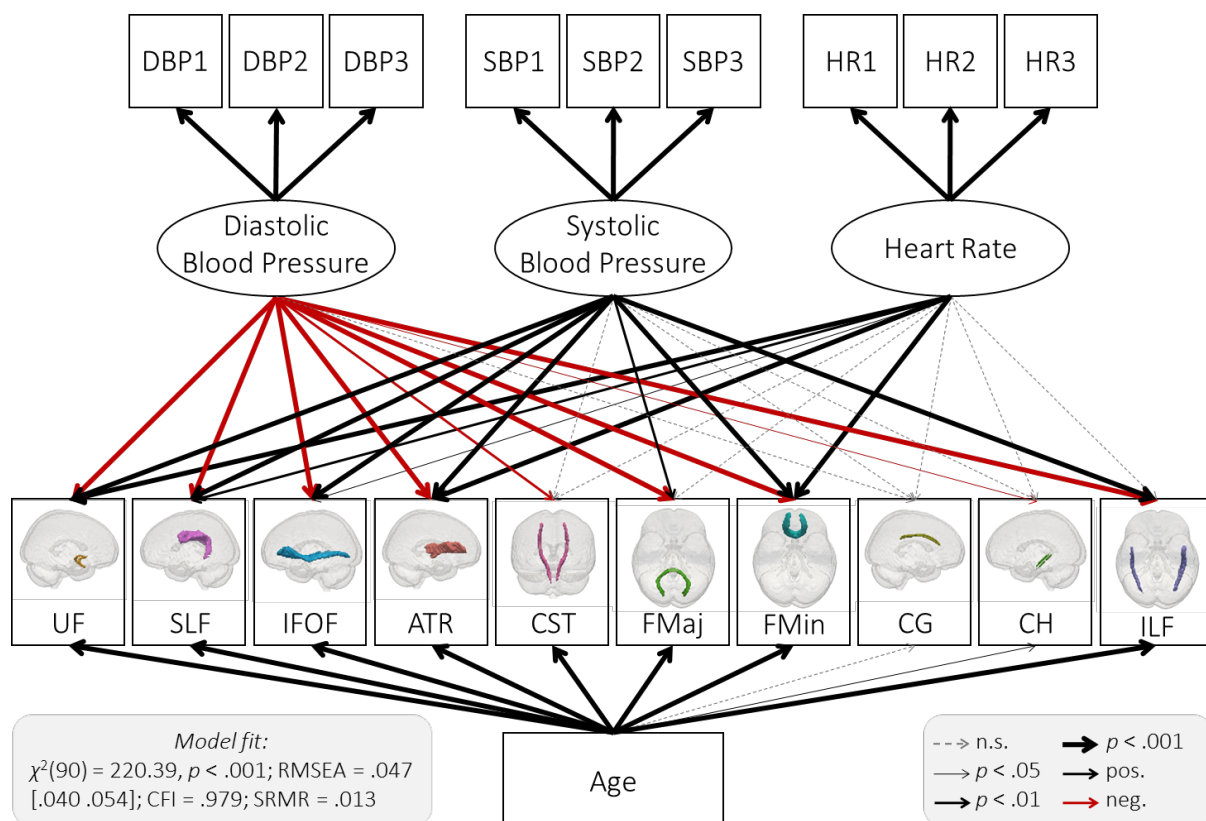 DBP1 DBP2 DBP3 SBP1 SBP2 SBP3 HR1 HR2 HR3
Diastolic
Blood Pressure
Systolic
Blood Pressure
Heart Rate
UF SLF IFOF ATR CST FMaj FMin CG CH ILF
Age
Model fit:
χ²(90) = 220.39, p < .001; RMSEA = .047
[.040 .054]; CFI = .979; SRMR = .013
n.s. p < .001
p < .05 pos.
p < .01 neg.